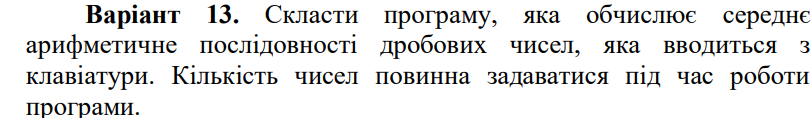 Варіант 13. Скласти програму, яка обчислює середнє
арифметичне послідовності дробових чисел, яка вводиться з
клавіатури. Кількість чисел повинна задаватися під час роботи
програми.